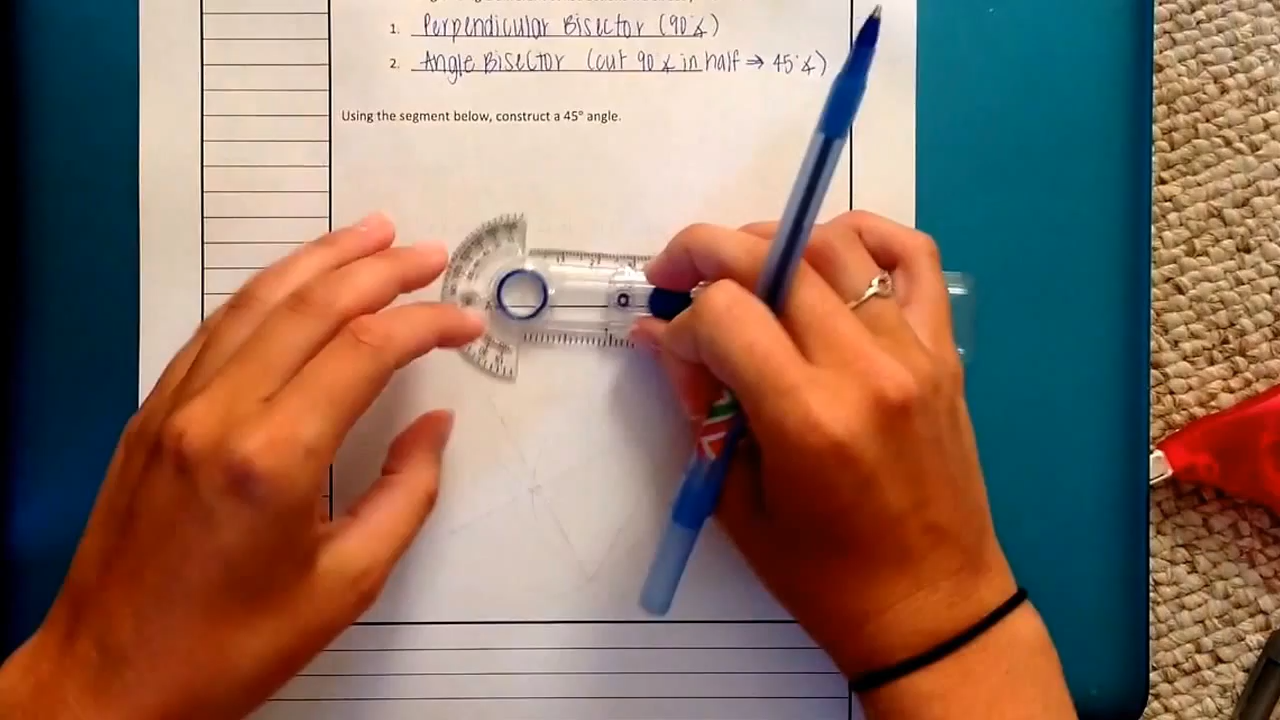 1. Perpendicular Bisector (90°∡)
2. Angle Bisector (cut 90∡ in half ⇒ 45°∡)
Using the segment below, construct a 45° angle.